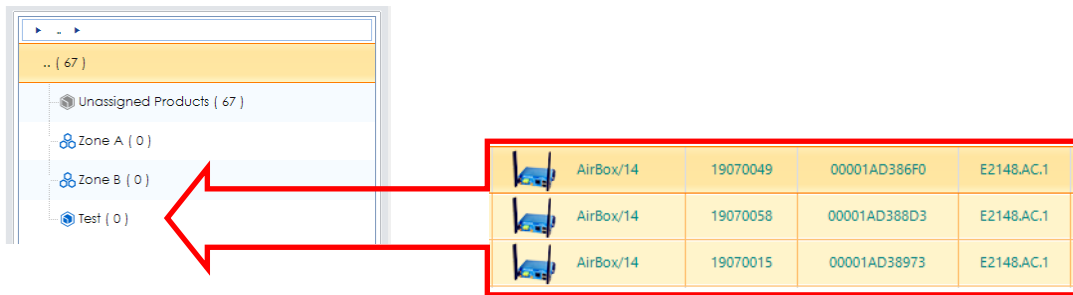 ..
.. ( 67 )
Unassigned Products ( 67 )
Zone A ( 0 )
Zone B ( 0 )
Test ( 0 )
AirBox/14 19070049 00001AD386F0 E2148.AC.1
AirBox/14 19070058 00001AD388D3 E2148.AC.1
AirBox/14 19070015 00001AD38973 E2148.AC.1